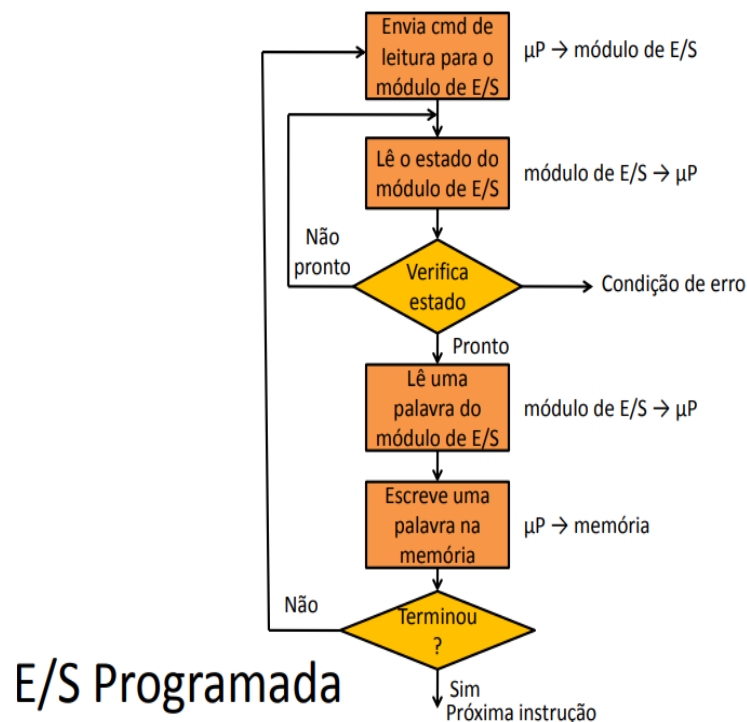 Envia cmd de
leitura para o
módulo de E/S
µP → módulo de E/S
Lê o estado do
módulo de E/S
módulo de E/S → µP
Não
pronto
Verifica
estado
Condição de erro
Pronto
Lê uma
palavra do
módulo de E/S
módulo de E/S → µP
Escreve uma
palavra na
memória
µP → memória
Não
Terminou
?
E/S Programada
Sim
Próxima instrução